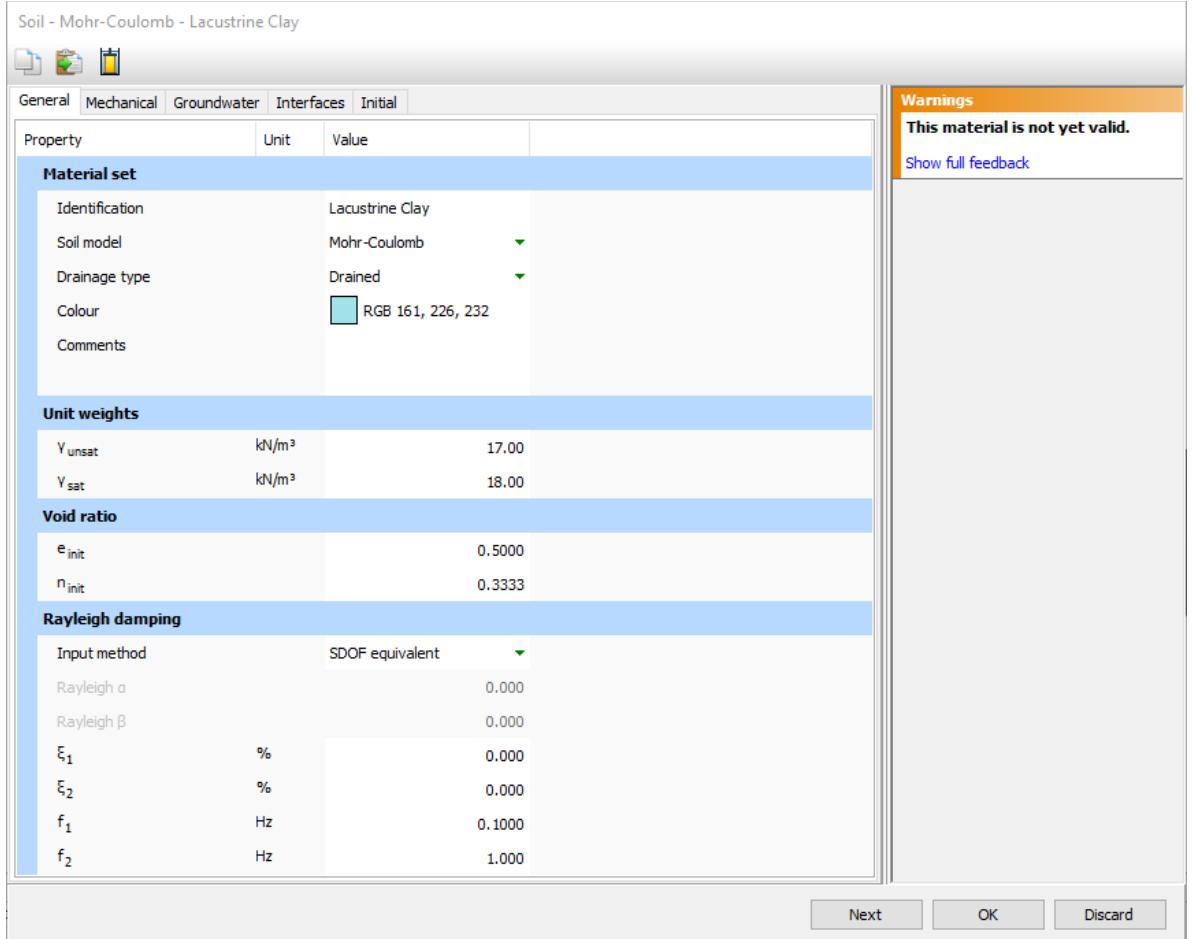 Soil - Mohr-Coulomb - Lacustrine Clay
General Mechanical Groundwater Interfaces Initial
Property Unit Value
Material set
Identification Lacustrine Clay
Soil model Mohr-Coulomb
Drainage type Drained
Colour RGB 161, 226, 232
Comments
Unit weights
γ unsat kN/m³ 17.00
γ sat kN/m³ 18.00
Void ratio
e init 0.5000
n init 0.3333
Rayleigh damping
Input method SDOF equivalent
Rayleigh α 0.000
Rayleigh β 0.000
ξ1 % 0.000
ξ2 % 0.000
f1 Hz 0.1000
f2 Hz 1.000
Warnings
This material is not yet valid.
Show full feedback
Next OK Discard